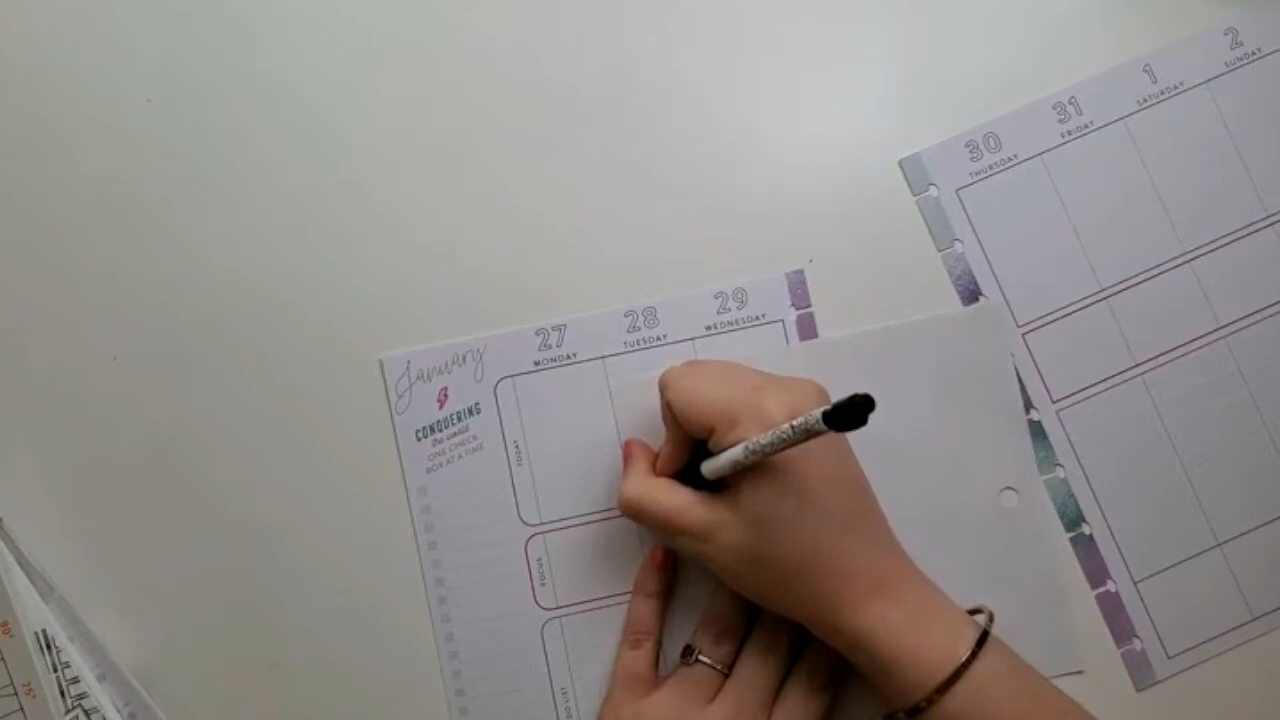 January
CONQUERING
the world
ONE CHECK
BOX AT A TIME
27
MONDAY
28
TUESDAY
29
WEDNESDAY
TODAY
FOCUS
DO LIST
30
THURSDAY
31
FRIDAY
1
SATURDAY
2
SUNDAY
90°
75°